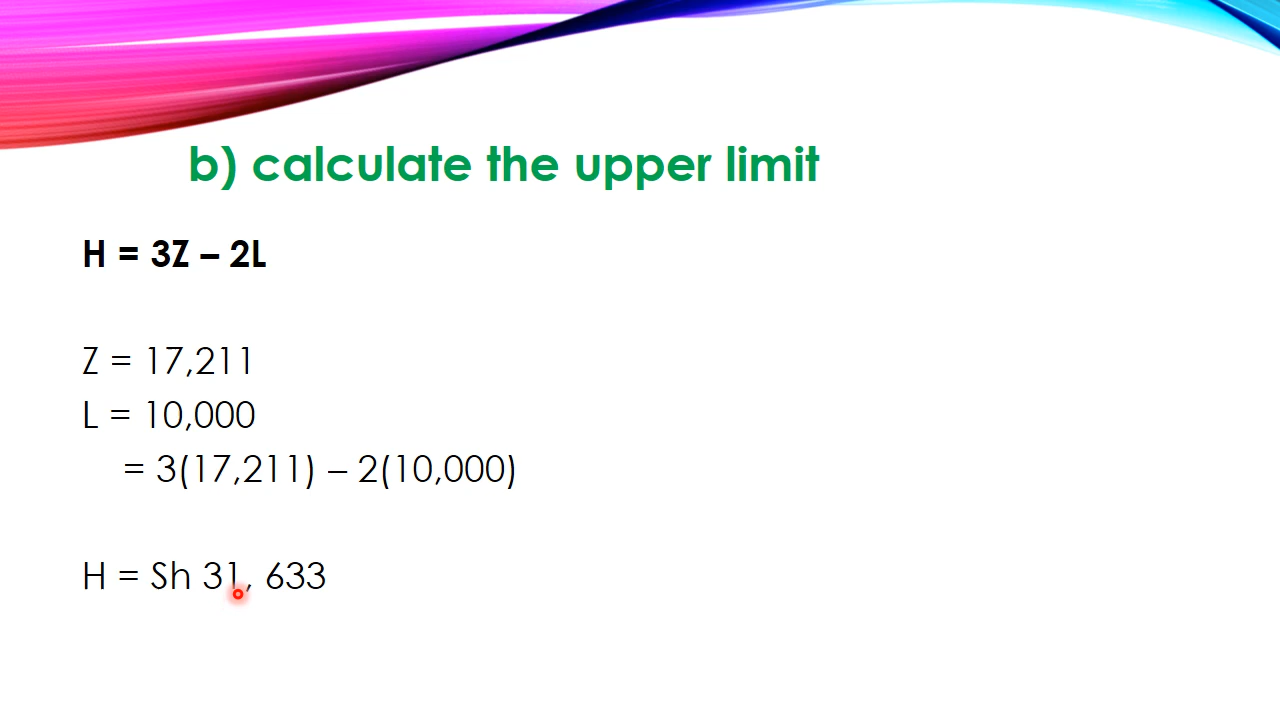 b) calculate the upper limit
H = 3Z – 2L
Z = 17,211
L = 10,000
= 3(17,211) – 2(10,000)
H = Sh 31, 633